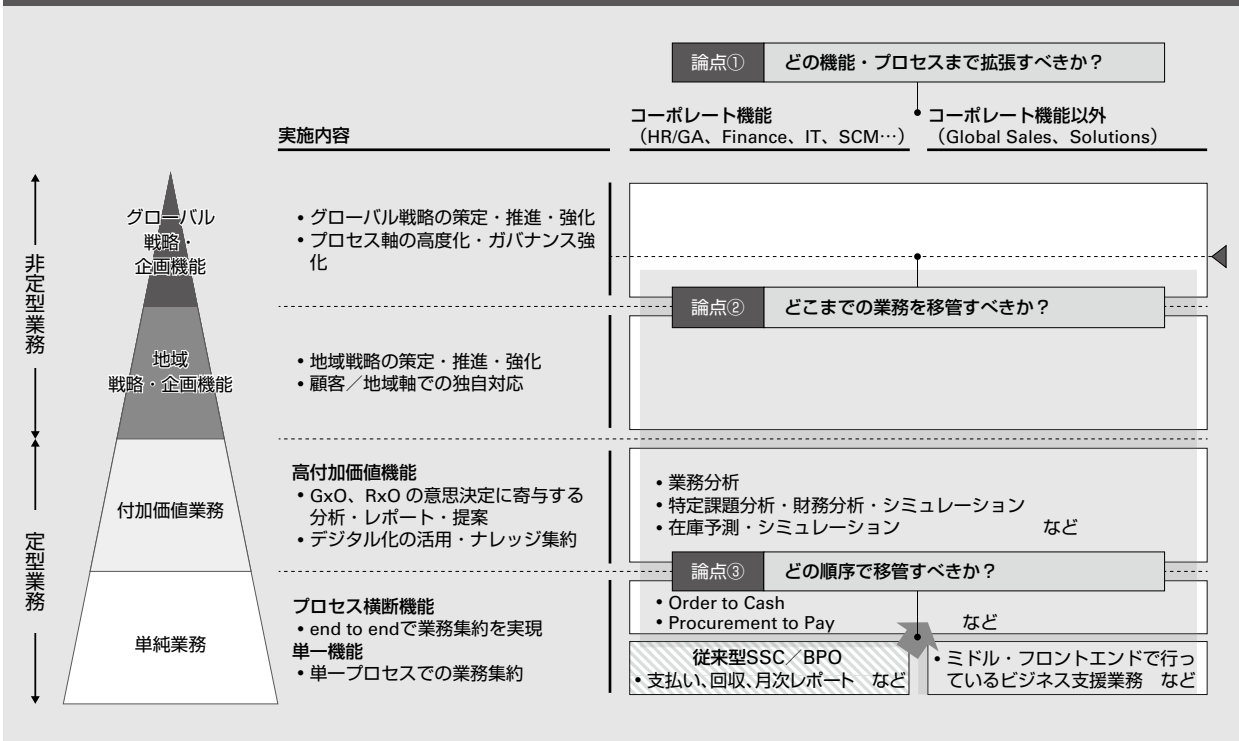 論点① どの機能・プロセスまで拡張すべきか？
実施内容
コーポレート機能
（HR/GA、Finance、IT、SCM…）
コーポレート機能以外
（Global Sales、Solutions）
非定型業務
グローバル
戦略・
企画機能
• グローバル戦略の策定・推進・強化
• プロセス軸の高度化・ガバナンス強
化
論点② どこまでの業務を移管すべきか？
地域
戦略・企画機能
• 地域戦略の策定・推進・強化
• 顧客／地域軸での独自対応
定型業務
付加価値業務
高付加価値機能
• GxO、RxO の意思決定に寄与する
分析・レポート・提案
• デジタル化の活用・ナレッジ集約
• 業務分析
• 特定課題分析・財務分析・シミュレーション
• 在庫予測・シミュレーション など
論点③ どの順序で移管すべきか？
単純業務
プロセス横断機能
• end to endで業務集約を実現
単一機能
• 単一プロセスでの業務集約
• Order to Cash
• Procurement to Pay など
従来型SSC／BPO
• 支払い、回収、月次レポート など
• ミドル・フロントエンドで行っ
ているビジネス支援業務 など